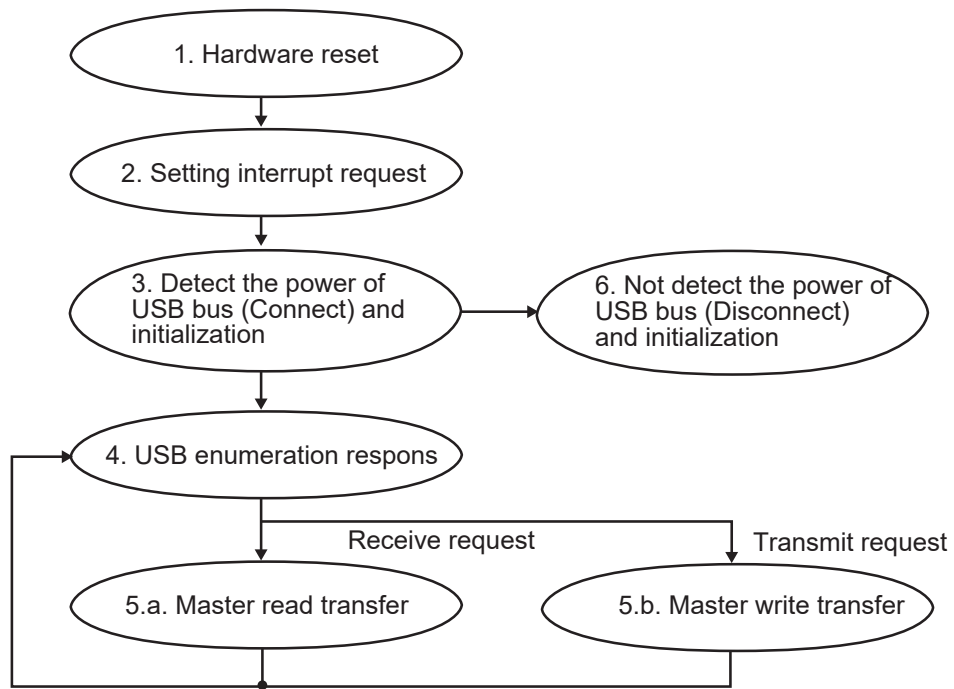 1. Hardware reset
2. Setting interrupt request
3. Detect the power of
USB bus (Connect) and
initialization
6. Not detect the power of
USB bus (Disconnect)
and initialization
4. USB enumeration respons
Receive request
Transmit request
5.a. Master read transfer
5.b. Master write transfer